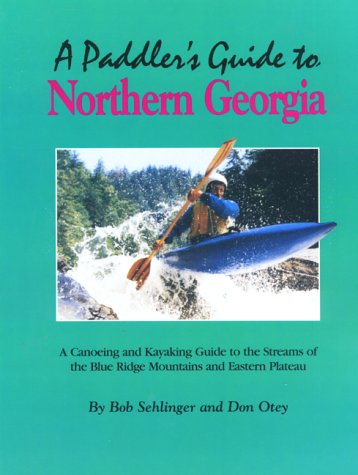 A Paddler's Guide to
Northern Georgia
A Canoeing and Kayaking Guide to the Streams of
the Blue Ridge Mountains and Eastern Plateau
By Bob Sehlinger and Don Otey